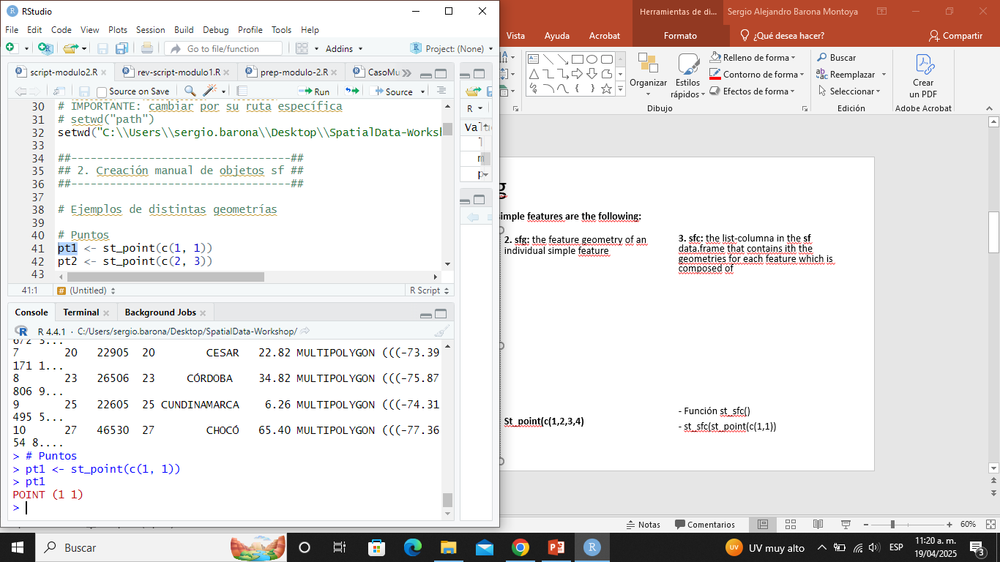 RStudio
File Edit Code View Plots Session Build Debug Profile Tools Help
Go to file/function
Addins
Project: (None)
script-modulo2.R
rev-script-modulo1.R
prep-modulo-2.R
CasoMu
Source on Save
Run
Source
30 # IMPORTANTE: cambiar por su ruta específica
31 # setwd("path")
32 setwd("C:\\Users\\sergio.barona\\Desktop\\SpatialData-Worksh
33
34 ##----------------------------------##
35 ## 2. Creación manual de objetos sf ##
36 ##----------------------------------##
37
38 # Ejemplos de distintas geometrías
39
40 # Puntos
41 pt1 <- st_point(c(1, 1))
42 pt2 <- st_point(c(2, 3))
43
41:1 # (Untitled) R Script
R
Console Terminal Background Jobs
R 4.4.1 · C:/Users/sergio.barona/Desktop/SpatialData-Workshop/
672 3...
7 20 22905 20 CESAR 22.82 MULTIPOLYGON (((-73.39
171 1...
8 23 26506 23 CÓRDOBA 34.82 MULTIPOLYGON (((-75.87
806 9...
9 25 22605 25 CUNDINAMARCA 6.26 MULTIPOLYGON (((-74.31
495 5...
10 27 46530 27 CHOCÓ 65.40 MULTIPOLYGON (((-77.36
54 8....
> # Puntos
> pt1 <- st_point(c(1, 1))
> pt1
POINT (1 1)
>
Herramientas de di...
Sergio Alejandro Barona Montoya
Vista Ayuda Acrobat Formato ¿Qué desea hacer? Compartir
Organizar
Estilos
rápidos
Relleno de forma
Contorno de forma
Efectos de forma
Dibujo
Buscar
Reemplazar
Seleccionar
Edición
Crear
un PDF
Adobe Acrobat
g
simple features are the following:
2. sfg: the feature geometry of an
individual simple feature
3. sfc: the list-columna in the sf
data.frame that contains ith the
geometries for each feature which is
composed of
St_point(c(1,2,3,4)
- Función st_sfc()
- st_sfc(st_point(c(1,1))
Notas Comentarios 60%
Buscar
UV UV muy alto
ESP
11:20 a. m.
19/04/2025
3